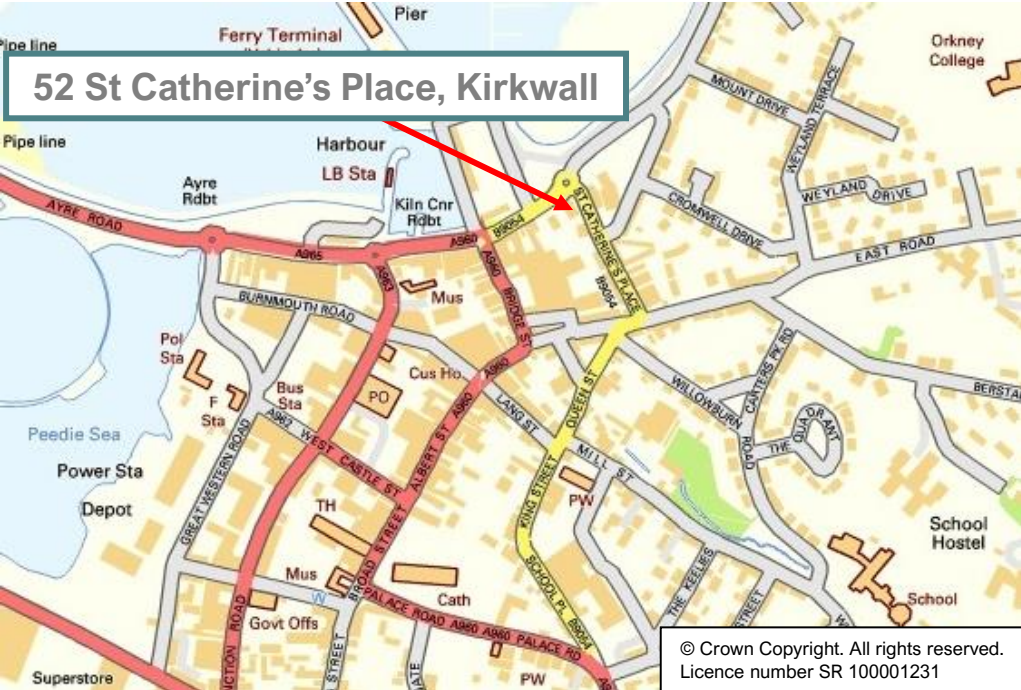 Pier
Ferry Terminal
Pipe line
Orkney
College
52 St Catherine's Place, Kirkwall
MOUNT DRIVE
WEYLAND TERRACE
Pipe line
Harbour
LB Sta
Ayre
Rdbt
Kiln Cnr
Rdbt
AYRE ROAD
ST CATHERINE'S PLACE
B9054
CROMWELL DRIVE
WEYLAND DRIVE
EAST ROAD
A965
A963
A960
B9054
A960
BRIDGE ST
Mus
BURNMOUTH ROAD
Pol
Sta
F
Sta
Bus
Sta
Cus Ho
PO
A960
A960
LANG ST
QUEEN ST
WILLOWBURN
ROAD
CANTERS PK RD
THE
QUADRANT
BERSTA
Peedie Sea
Power Sta
Depot
A962 WEST CASTLE ST
ALBERT ST
GREAT WESTERN ROAD
MILL ST
KING STREET
PW
TH
BROAD STREET
School
Hostel
Mus
W
Govt Offs
Cath
PALACE ROAD A960 A960 PALACE RD
SCHOOL PL
B9054
THE KEELIES
STREET
School
NCTION ROAD
STREET
ATE
PW
Superstore
© Crown Copyright. All rights reserved.
Licence number SR 100001231